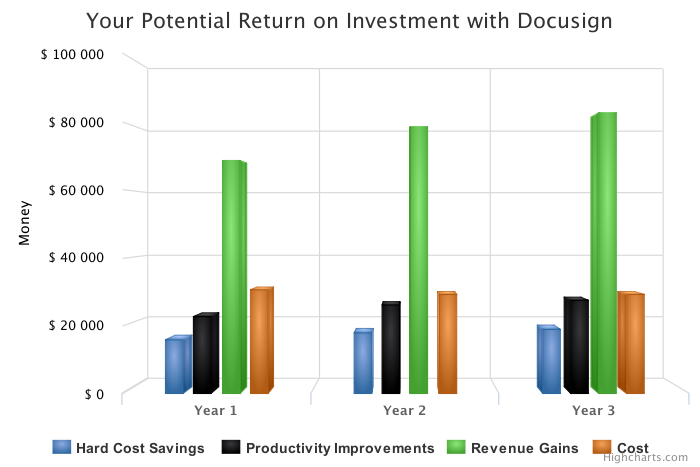 Your Potential Return on Investment with Docusign
$ 100 000
$ 80 000
$ 60 000
$ 40 000
$ 20 000
$ 0
Money
Year 1 Year 2 Year 3
Hard Cost Savings Productivity Improvements Revenue Gains Cost
Highcharts.com